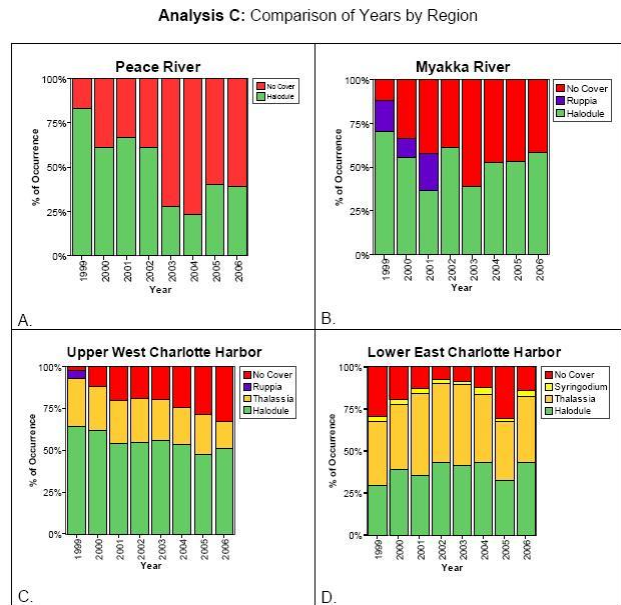 Analysis C: Comparison of Years by Region
Peace River
100%
75%
50%
25%
0%
% of Occurrence
1999
2000
2001
2002
2003
2004
2005
2006
Year
No Cover
Halodule
A.
Myakka River
100%
75%
50%
25%
0%
% of Occurrence
1999
2000
2001
2002
2003
2004
2005
2006
Year
No Cover
Ruppia
Halodule
B.
Upper West Charlotte Harbor
100%
75%
50%
25%
0%
% of Occurrence
1999
2000
2001
2002
2003
2004
2005
2006
Year
No Cover
Ruppia
Thalassia
Halodule
C.
Lower East Charlotte Harbor
100%
75%
50%
25%
0%
% of Occurrence
1999
2000
2001
2002
2003
2004
2005
2006
Year
No Cover
Syringodium
Thalassia
Halodule
D.